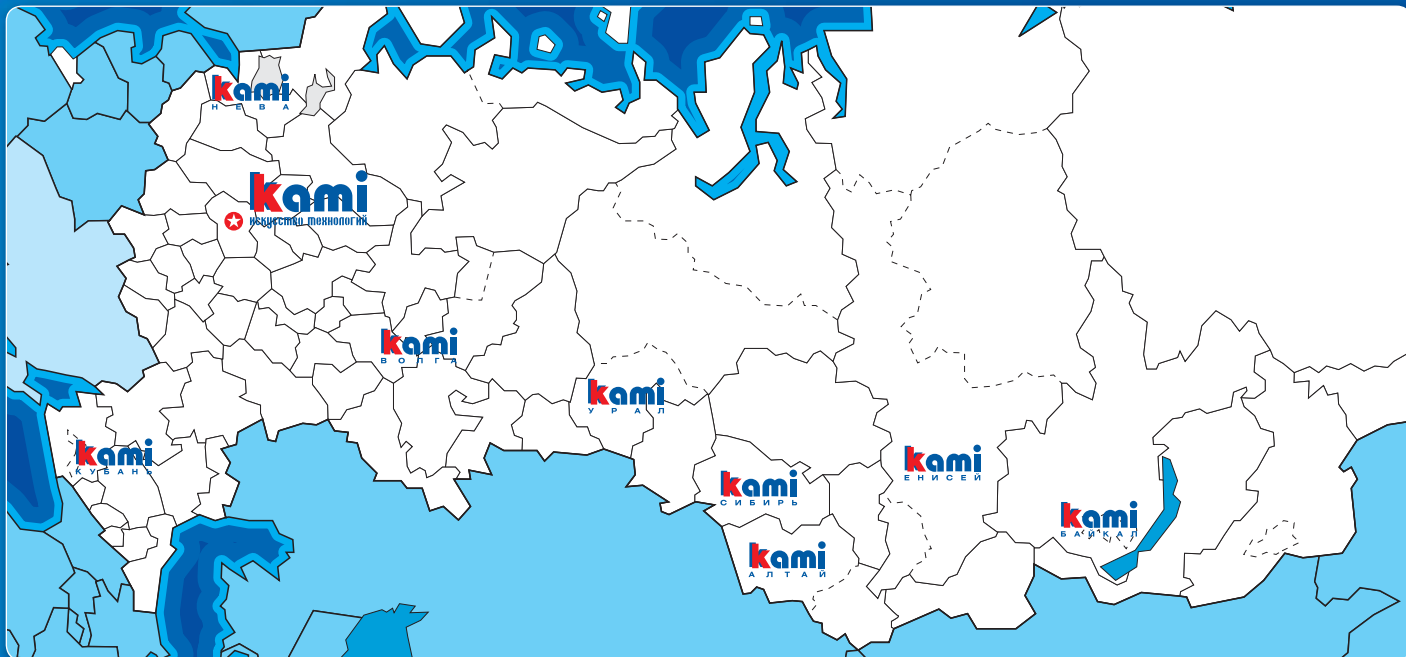 kami
НЕВА
kami
искусство технологий
kami
ВОЛГА
kami
УРАЛ
kami
КУБАНЬ
kami
ЕНИСЕЙ
kami
СИБИРЬ
kami
БАЙКАЛ
kami
АЛТАЙ